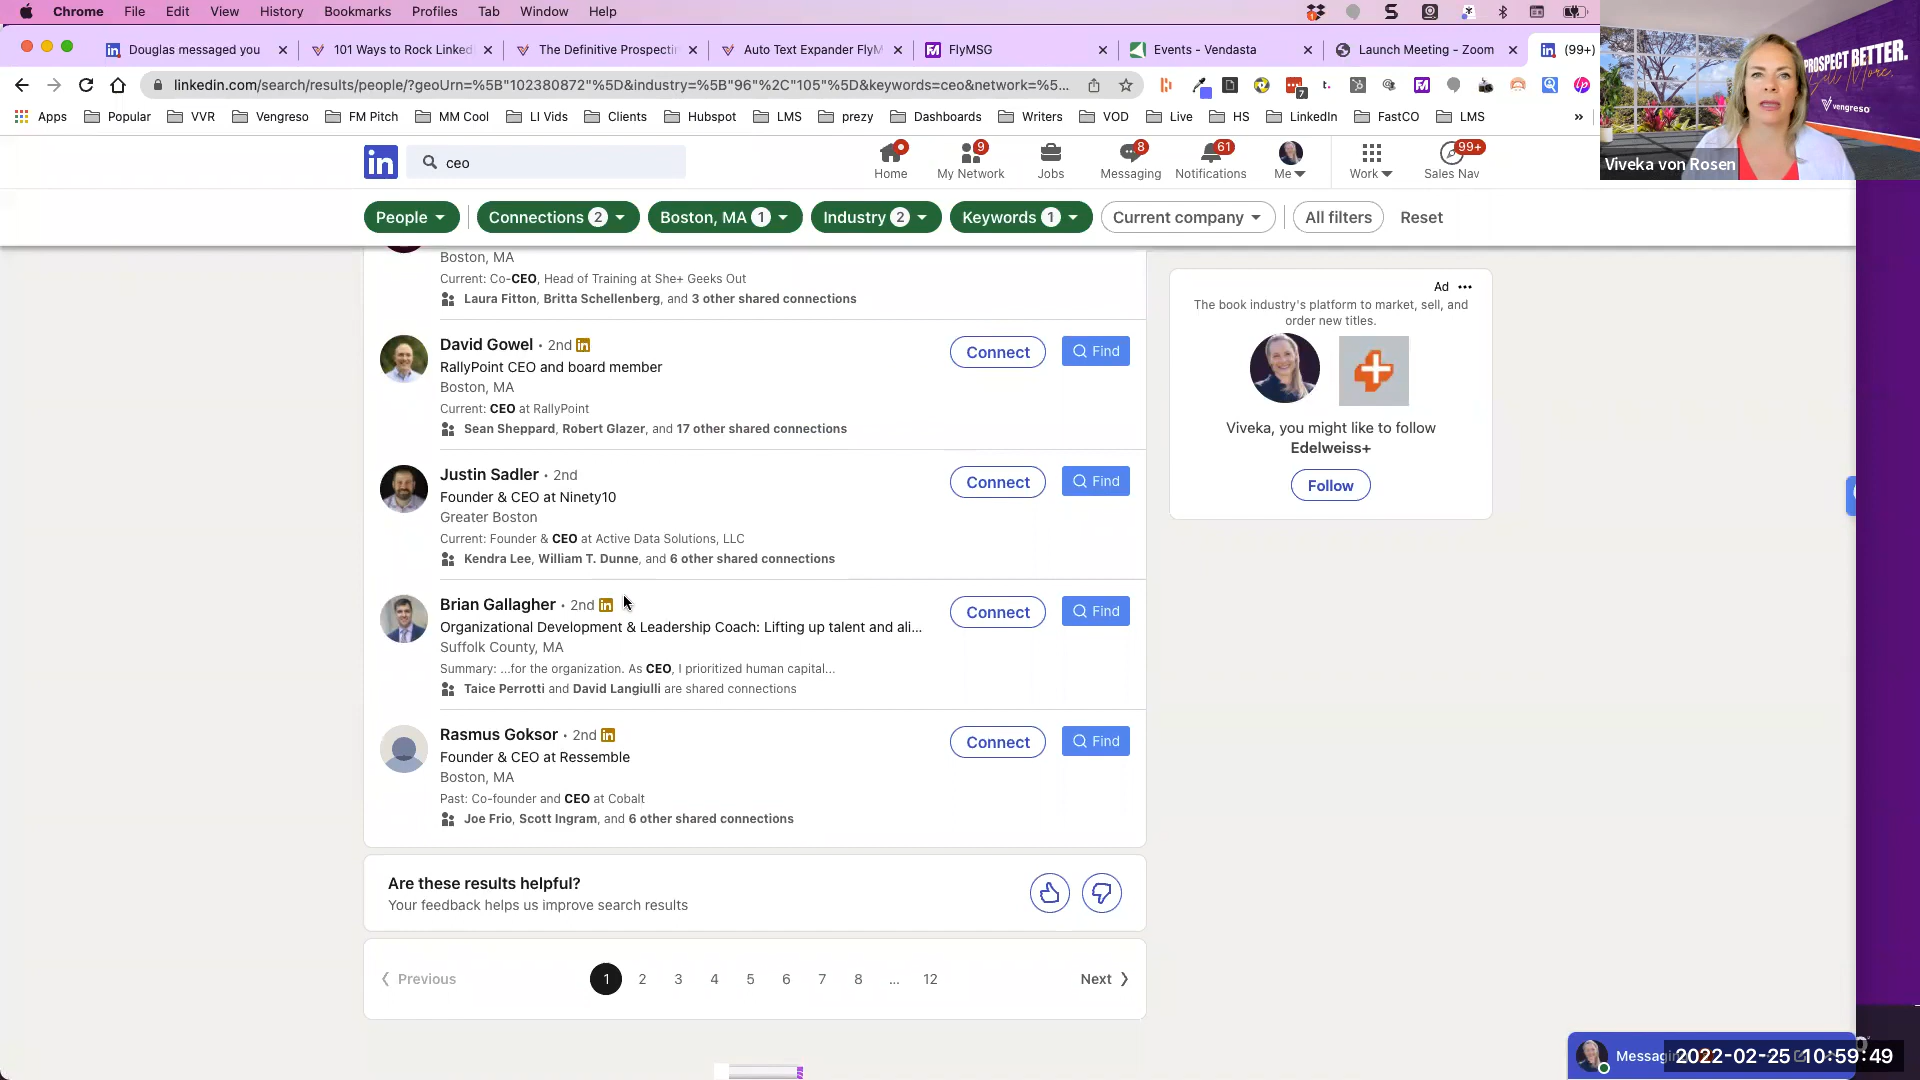 Chrome File Edit View History Bookmarks Profiles Tab Window Help
Douglas messaged you
101 Ways to Rock Linked
The Definitive Prospecti
Auto Text Expander FlyM
FlyMSG
Events - Vendasta
Launch Meeting - Zoom
(99+)
linkedin.com/search/results/people/?geoUrn=%5B"102380872"%5D&industry=%5B"96"%2C"105"%5D&keywords=ceo&network=%5...
7
Apps Popular VVR Vengreso FM Pitch MM Cool LI Vids Clients Hubspot LMS prezy Dashboards Writers VOD Live HS LinkedIn FastCO LMS »
PROSPECT BETTER.
Sell More.
vengreso
Viveka von Rosen
in
ceo
Home
9
My Network
Jobs
8
Messaging
61
Notifications
Me
Work
99+
Sales Nav
People
Connections 2
Boston, MA 1
Industry 2
Keywords 1
Current company
All filters
Reset
Boston, MA
Current: Co-CEO, Head of Training at She+ Geeks Out
Laura Fitton, Britta Schellenberg, and 3 other shared connections
David Gowel • 2nd in
RallyPoint CEO and board member
Boston, MA
Current: CEO at RallyPoint
Sean Sheppard, Robert Glazer, and 17 other shared connections
Connect
Find
Justin Sadler • 2nd
Founder & CEO at Ninety10
Greater Boston
Current: Founder & CEO at Active Data Solutions, LLC
Kendra Lee, William T. Dunne, and 6 other shared connections
Connect
Find
Brian Gallagher • 2nd in
Organizational Development & Leadership Coach: Lifting up talent and ali...
Suffolk County, MA
Summary: ...for the organization. As CEO, I prioritized human capital...
Taice Perrotti and David Langiulli are shared connections
Connect
Find
Rasmus Goksor • 2nd in
Founder & CEO at Ressemble
Boston, MA
Past: Co-founder and CEO at Cobalt
Joe Frio, Scott Ingram, and 6 other shared connections
Connect
Find
Ad •••
The book industry's platform to market, sell, and
order new titles.
Viveka, you might like to follow
Edelweiss+
Follow
Are these results helpful?
Your feedback helps us improve search results
Previous 1 2 3 4 5 6 7 8 ... 12 Next
Messaging
2022-02-25 10:59:49